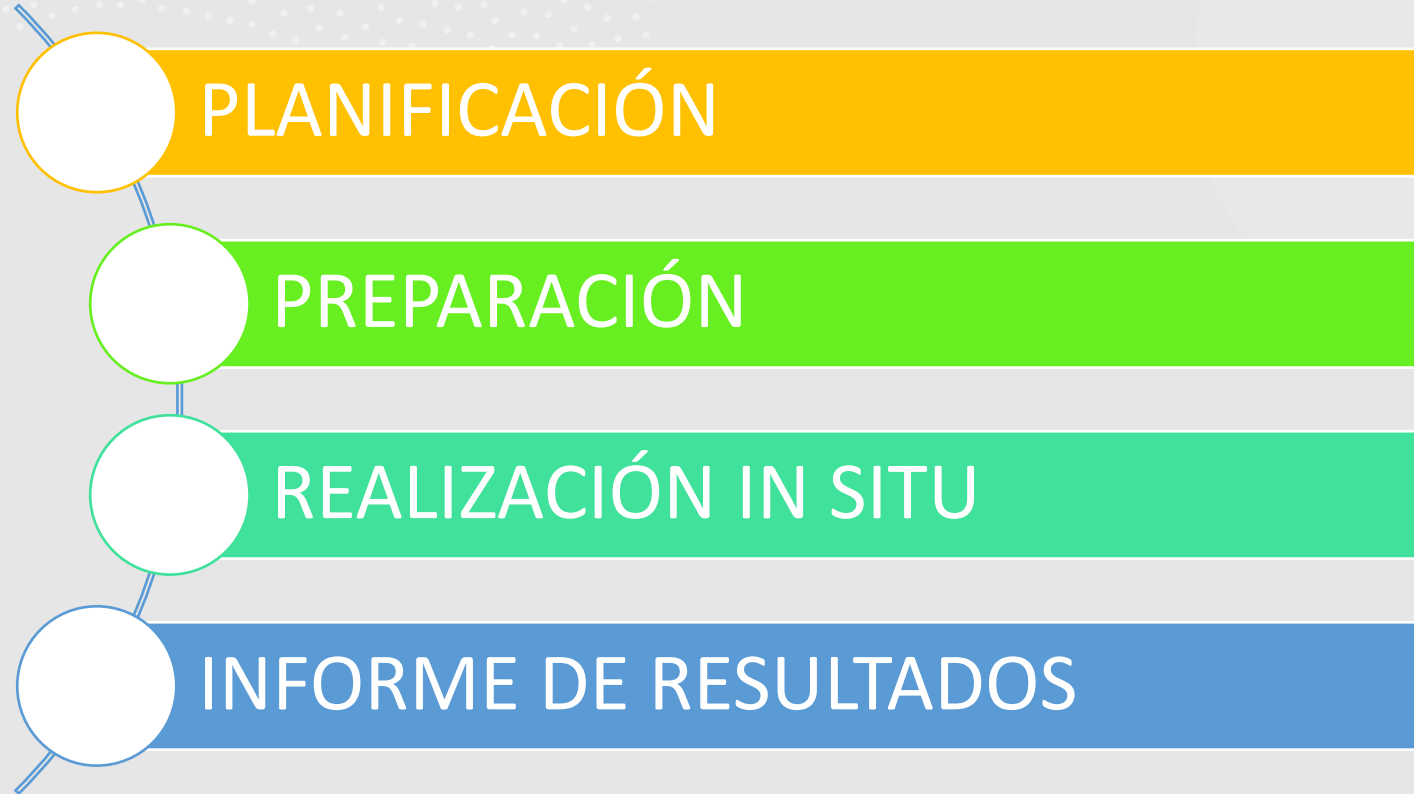 PLANIFICACIÓN
PREPARACIÓN
REALIZACIÓN IN SITU
INFORME DE RESULTADOS